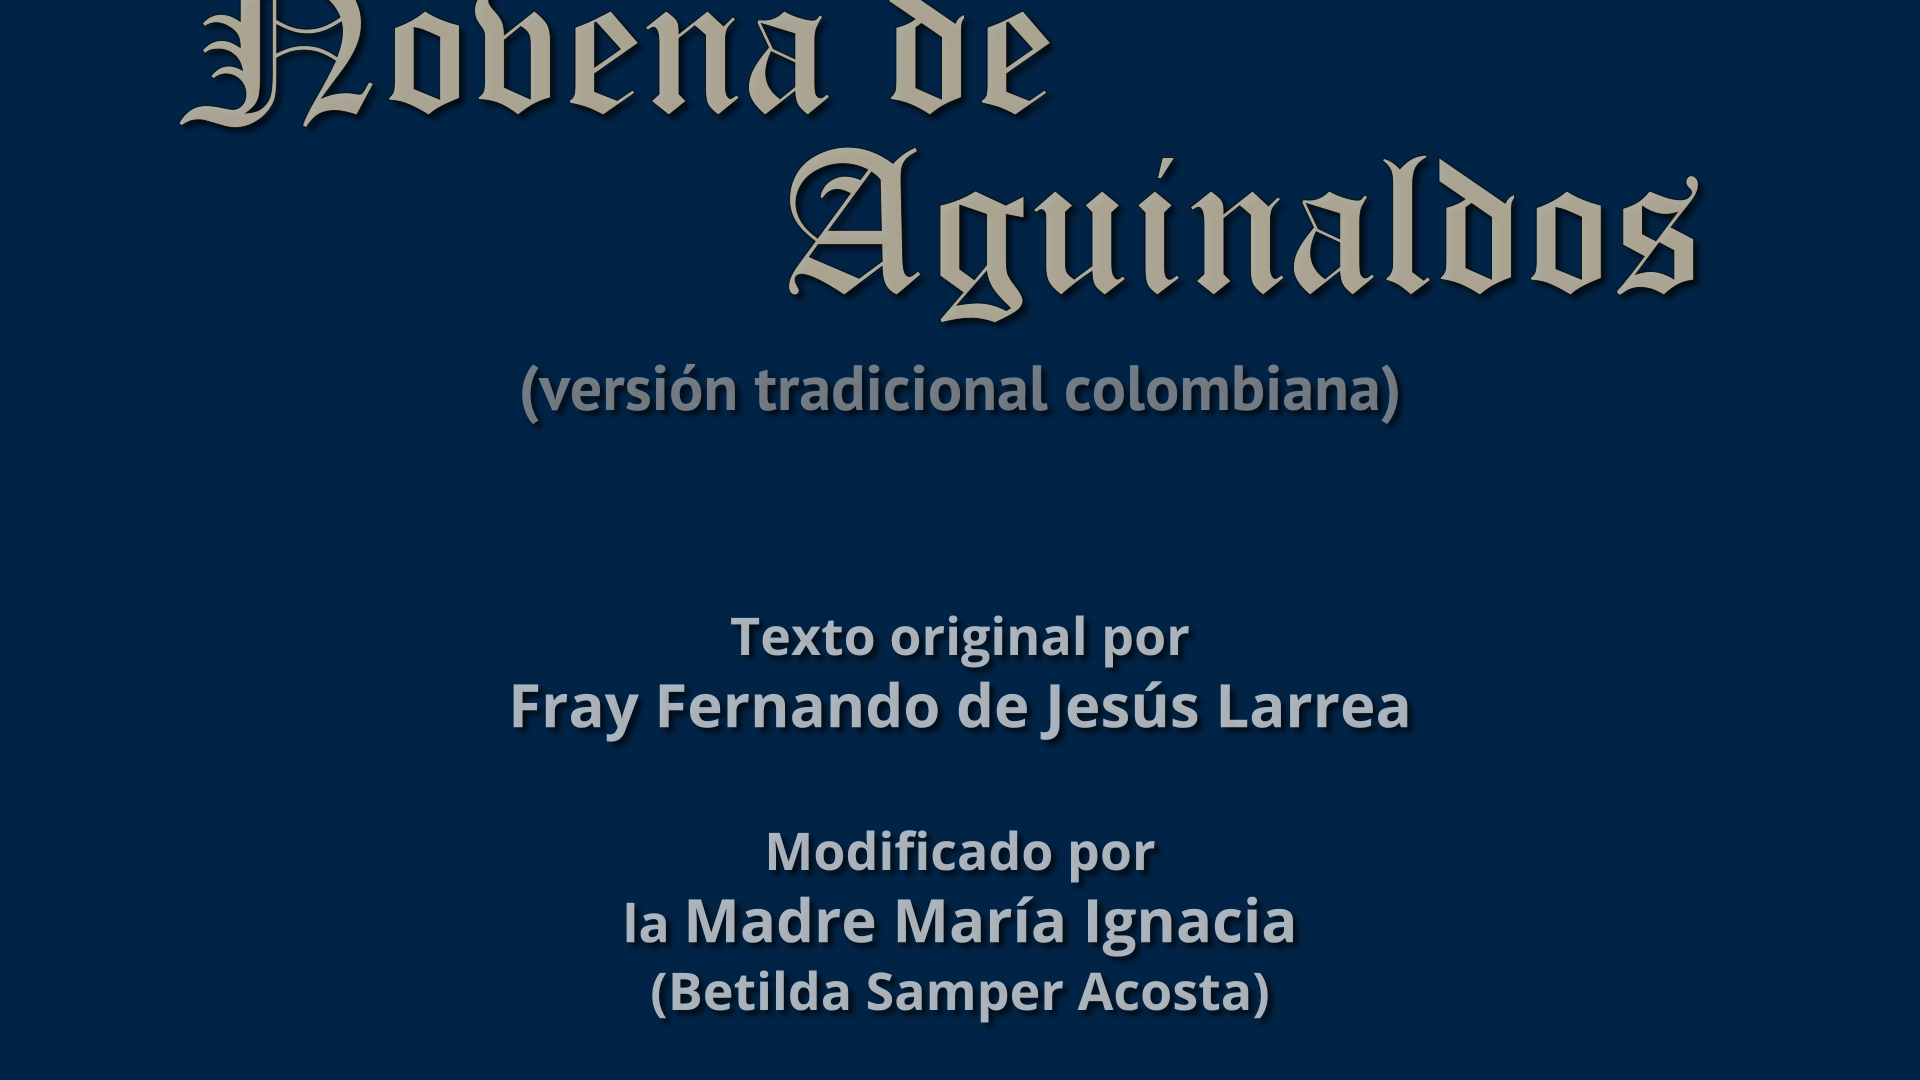 Novena de
Aguinaldos
(versión tradicional colombiana)
Texto original por
Fray Fernando de Jesús Larrea
Modificado por
la Madre María Ignacia
(Betilda Samper Acosta)